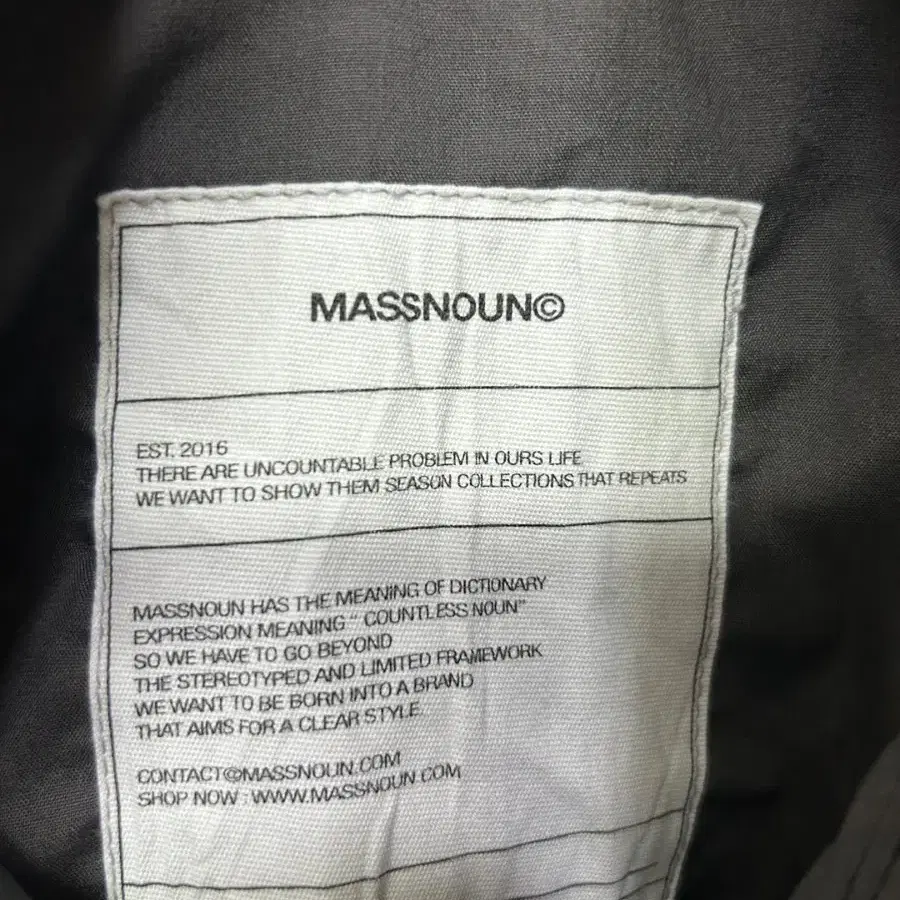 MASSNOUN©
EST. 2016
THERE ARE UNCOUNTABLE PROBLEM IN OURS LIFE
WE WANT TO SHOW THEM SEASON COLLECTIONS THAT REPEATS
MASSNOUN HAS THE MEANING OF DICTIONARY
EXPRESSION MEANING “ COUNTLESS NOUN”
SO WE HAVE TO GO BEYOND
THE STEREOTYPED AND LIMITED FRAMEWORK
WE WANT TO BE BORN INTO A BRAND
THAT AIMS FOR A CLEAR STYLE.
CONTACT@MASSNOUN.COM
SHOP NOW : WWW.MASSNOUN.COM